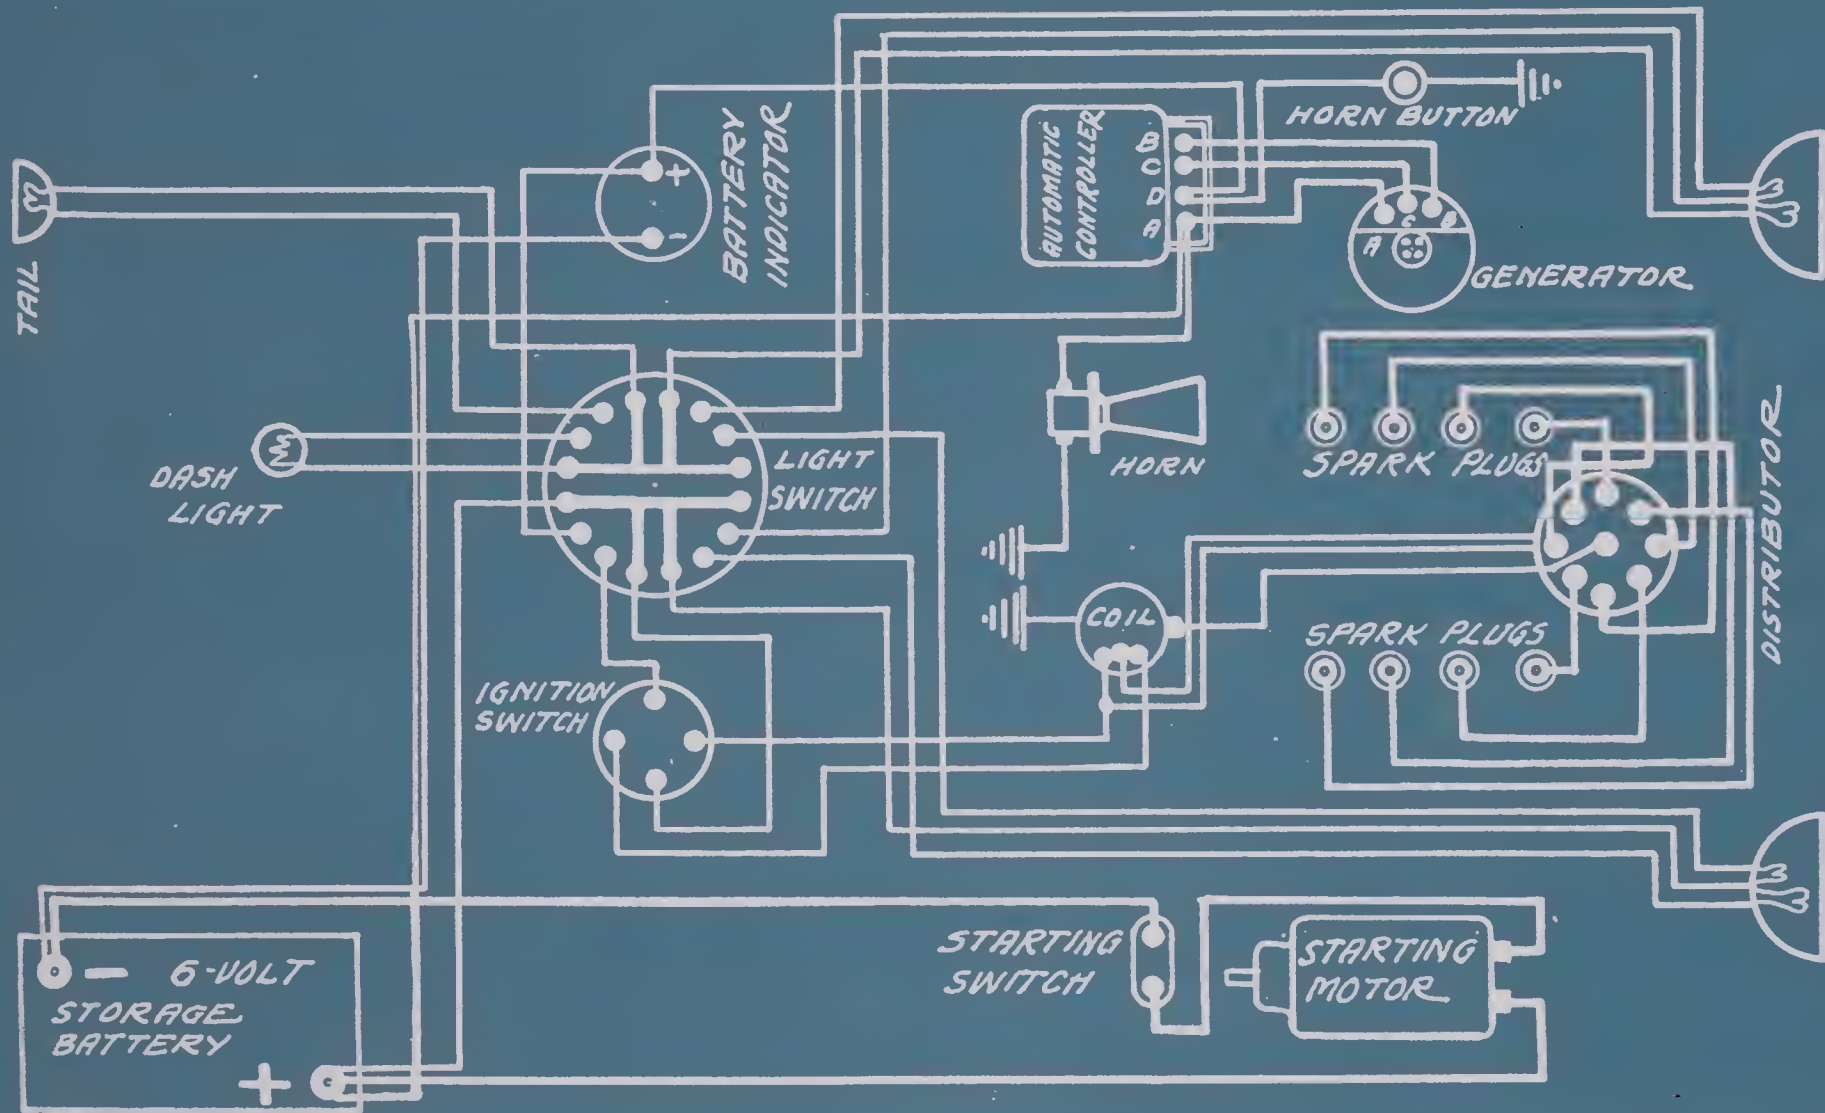 BATTERY
INDICATOR
+
-
AUTOMATIC
CONTROLLER
B
C
D
A
HORN BUTTON
C
B
A
GENERATOR
TAIL
DASH
LIGHT
LIGHT
SWITCH
HORN
SPARK PLUGS
DISTRIBUTOR
COIL
SPARK PLUGS
IGNITION
SWITCH
- 6-VOLT
STORAGE
BATTERY
+
STARTING
SWITCH
STARTING
MOTOR